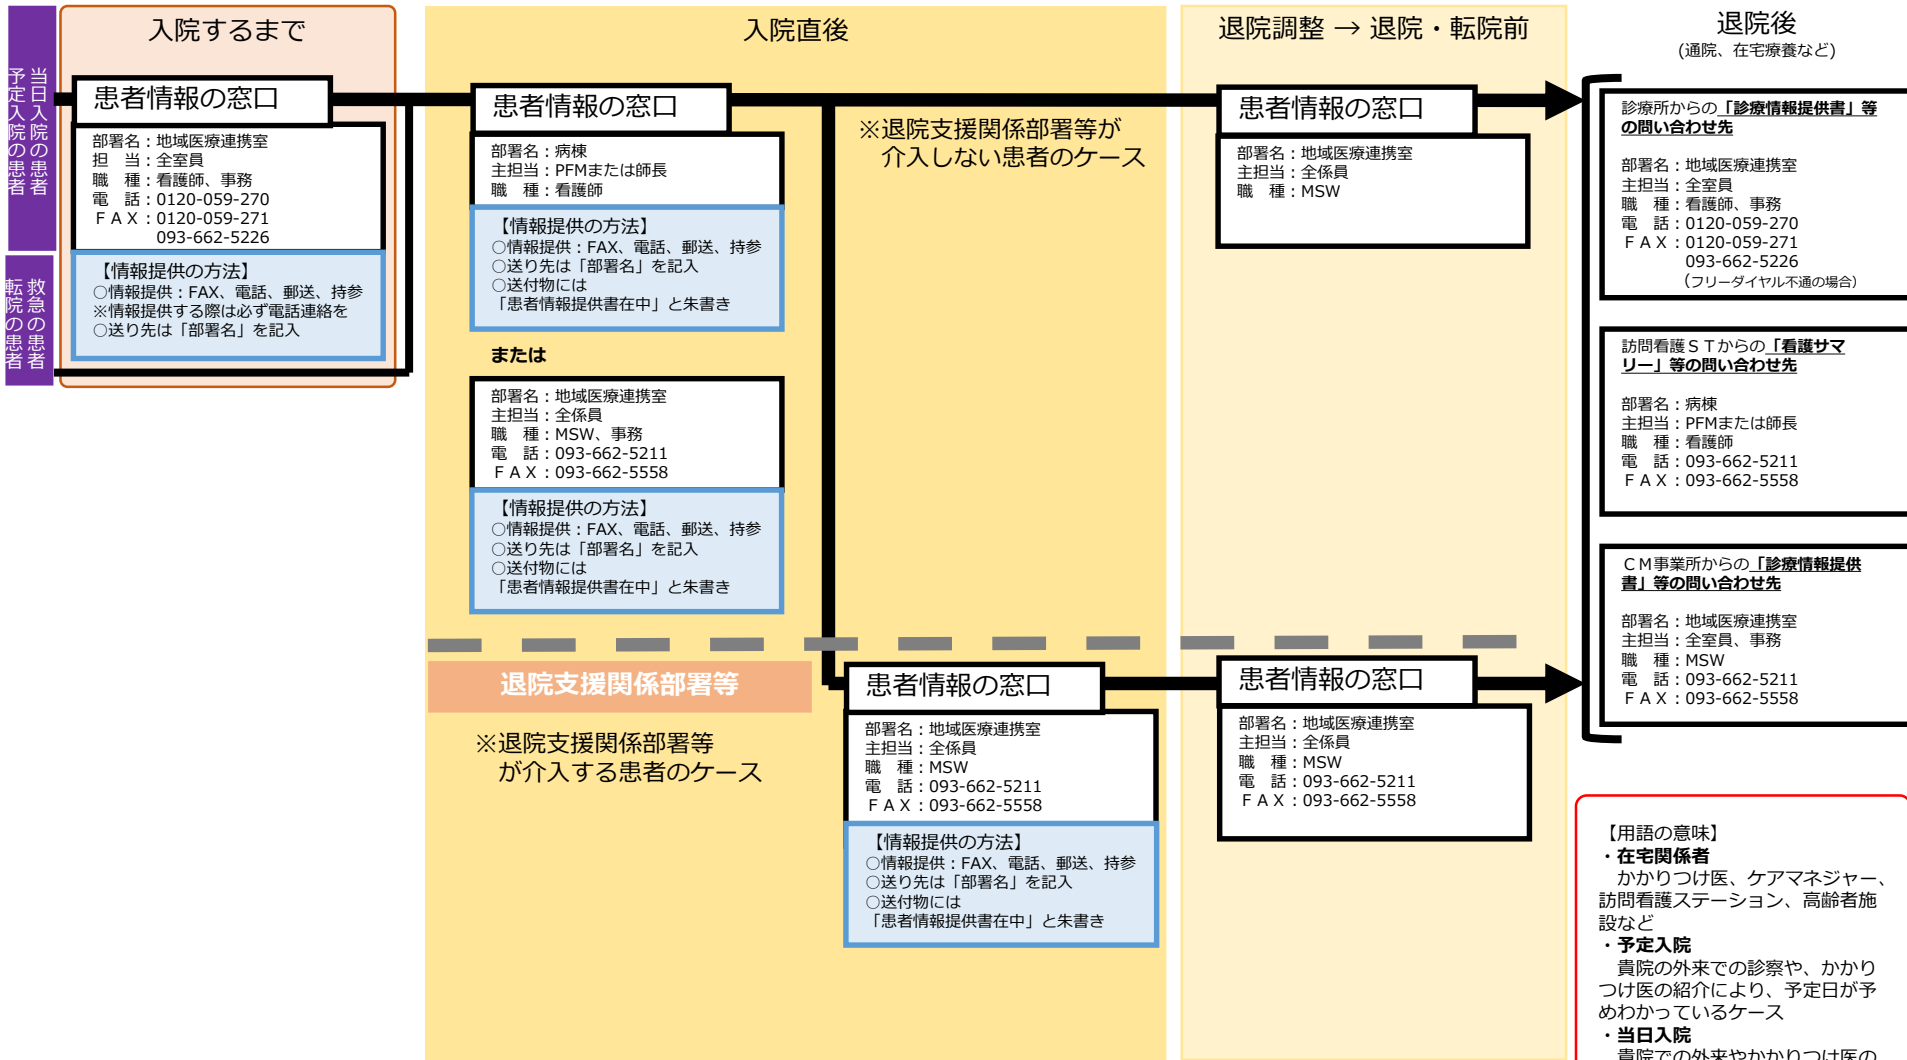 当日入院の患者
予定入院の患者
救急の患者
転院の患者
入院するまで
患者情報の窓口
部署名：地域医療連携室
担　当：全室員
職　種：看護師、事務
電　話：0120-059-270
ＦＡＸ：0120-059-271
093-662-5226
【情報提供の方法】
○情報提供：FAX、電話、郵送、持参
※情報提供する際は必ず電話連絡を
○送り先は「部署名」を記入
入院直後
患者情報の窓口
部署名：病棟
主担当：PFMまたは師長
職　種：看護師
【情報提供の方法】
○情報提供：FAX、電話、郵送、持参
○送り先は「部署名」を記入
○送付物には
「患者情報提供書在中」と朱書き
または
部署名：地域医療連携室
主担当：全係員
職　種：MSW、事務
電　話：093-662-5211
ＦＡＸ：093-662-5558
【情報提供の方法】
○情報提供：FAX、電話、郵送、持参
○送り先は「部署名」を記入
○送付物には
「患者情報提供書在中」と朱書き
※退院支援関係部署等が
介入しない患者のケース
退院支援関係部署等
※退院支援関係部署等
が介入する患者のケース
患者情報の窓口
部署名：地域医療連携室
主担当：全係員
職　種：MSW
電　話：093-662-5211
ＦＡＸ：093-662-5558
【情報提供の方法】
○情報提供：FAX、電話、郵送、持参
○送り先は「部署名」を記入
○送付物には
「患者情報提供書在中」と朱書き
退院調整 → 退院・転院前
患者情報の窓口
部署名：地域医療連携室
主担当：全係員
職　種：MSW
患者情報の窓口
部署名：地域医療連携室
主担当：全係員
職　種：MSW
電　話：093-662-5211
ＦＡＸ：093-662-5558
退院後
(通院、在宅療養など)
診療所からの「診療情報提供書」等
の問い合わせ先
部署名：地域医療連携室
主担当：全室員
職　種：看護師、事務
電　話：0120-059-270
ＦＡＸ：0120-059-271
093-662-5226
（フリーダイヤル不通の場合）
訪問看護ＳＴからの「看護サマ
リー」等の問い合わせ先
部署名：病棟
主担当：PFMまたは師長
職　種：看護師
電　話：093-662-5211
ＦＡＸ：093-662-5558
ＣＭ事業所からの「診療情報提供
書」等の問い合わせ先
部署名：地域医療連携室
主担当：全室員、事務
職　種：MSW
電　話：093-662-5211
ＦＡＸ：093-662-5558
【用語の意味】
・在宅関係者
かかりつけ医、ケアマネジャー、
訪問看護ステーション、高齢者施
設など
・予定入院
貴院の外来での診察や、かかり
つけ医の紹介により、予定日が予
めわかっているケース
・当日入院
貴院での外来やかかりつけ医の